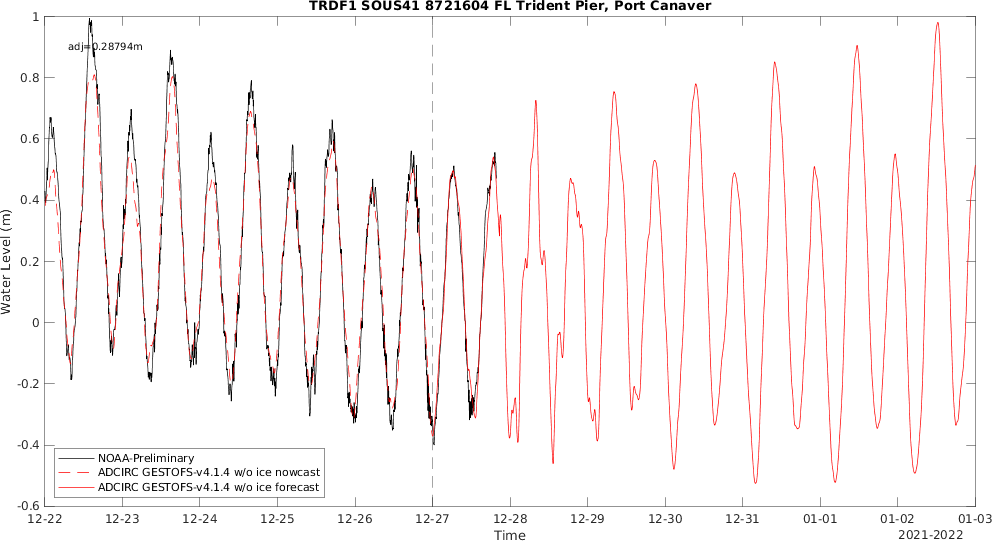 TRDF1 SOUS41 8721604 FL Trident Pier, Port Canaver
adj=0.28794m
1
0.8
0.6
0.4
0.2
0
-0.2
-0.4
-0.6
Water Level (m)
NOAA-Preliminary
ADCIRC GESTOFS-v4.1.4 w/o ice nowcast
ADCIRC GESTOFS-v4.1.4 w/o ice forecast
12-22 12-23 12-24 12-25 12-26 12-27 12-28 12-29 12-30 12-31 01-01 01-02 01-03
Time
2021-2022